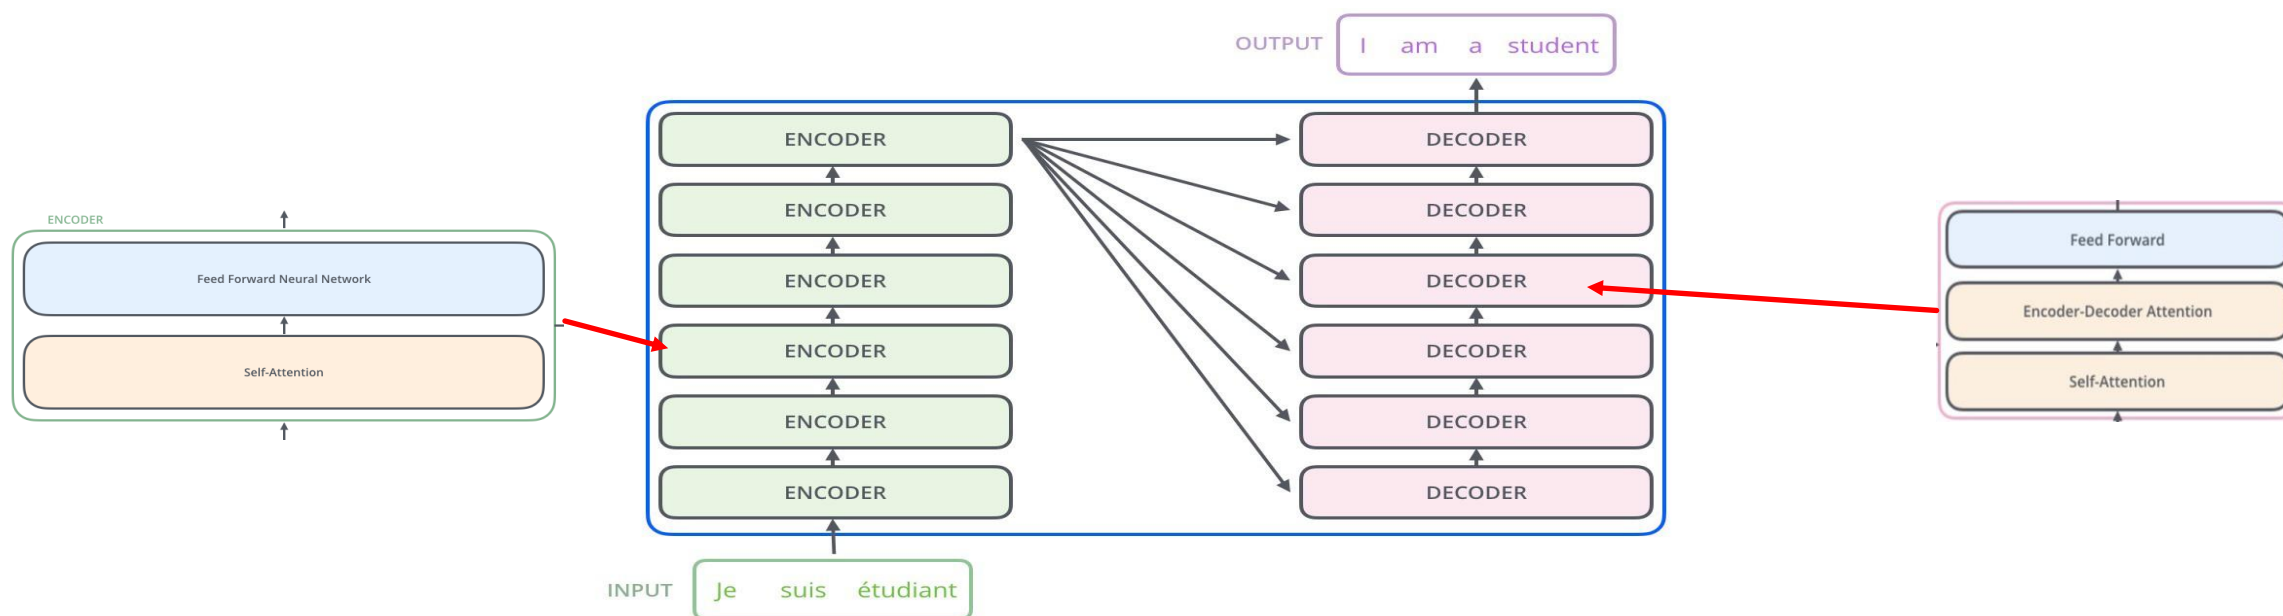 OUTPUT I am a student
ENCODER DECODER
ENCODER DECODER
ENCODER
Feed Forward Neural Network
Self-Attention
ENCODER DECODER
ENCODER DECODER
ENCODER DECODER
ENCODER DECODER
Feed Forward
Encoder-Decoder Attention
Self-Attention
INPUT Je suis étudiant